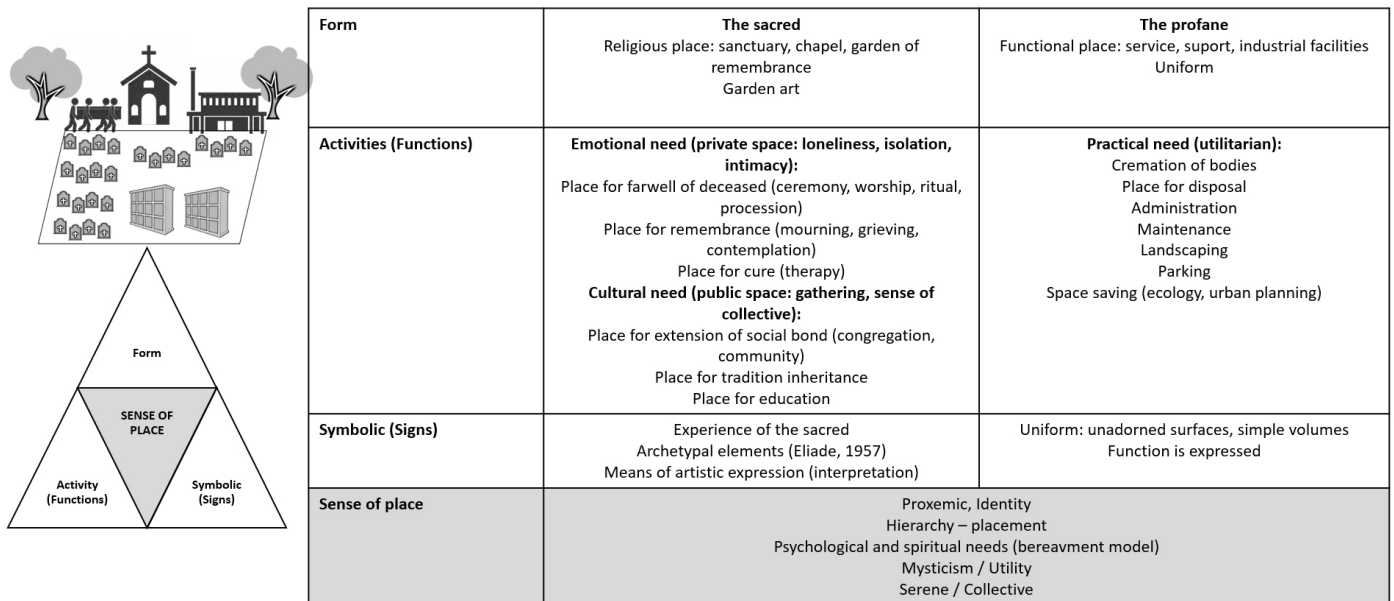 Form
SENSE OF
PLACE
Activity
(Functions)
Symbolic
(Signs)
Form
The sacred
Religious place: sanctuary, chapel, garden of
remembrance
Garden art
The profane
Functional place: service, suport, industrial facilities
Uniform
Activities (Functions)
Emotional need (private space: loneliness, isolation,
intimacy):
Place for farwell of deceased (ceremony, worship, ritual,
procession)
Place for remembrance (mourning, grieving,
contemplation)
Place for cure (therapy)
Cultural need (public space: gathering, sense of
collective):
Place for extension of social bond (congregation,
community)
Place for tradition inheritance
Place for education
Practical need (utilitarian):
Cremation of bodies
Place for disposal
Administration
Maintenance
Landscaping
Parking
Space saving (ecology, urban planning)
Symbolic (Signs)
Experience of the sacred
Archetypal elements (Eliade, 1957)
Means of artistic expression (interpretation)
Uniform: unadorned surfaces, simple volumes
Function is expressed
Sense of place
Proxemic, Identity
Hierarchy – placement
Psychological and spiritual needs (bereavment model)
Mysticism / Utility
Serene / Collective